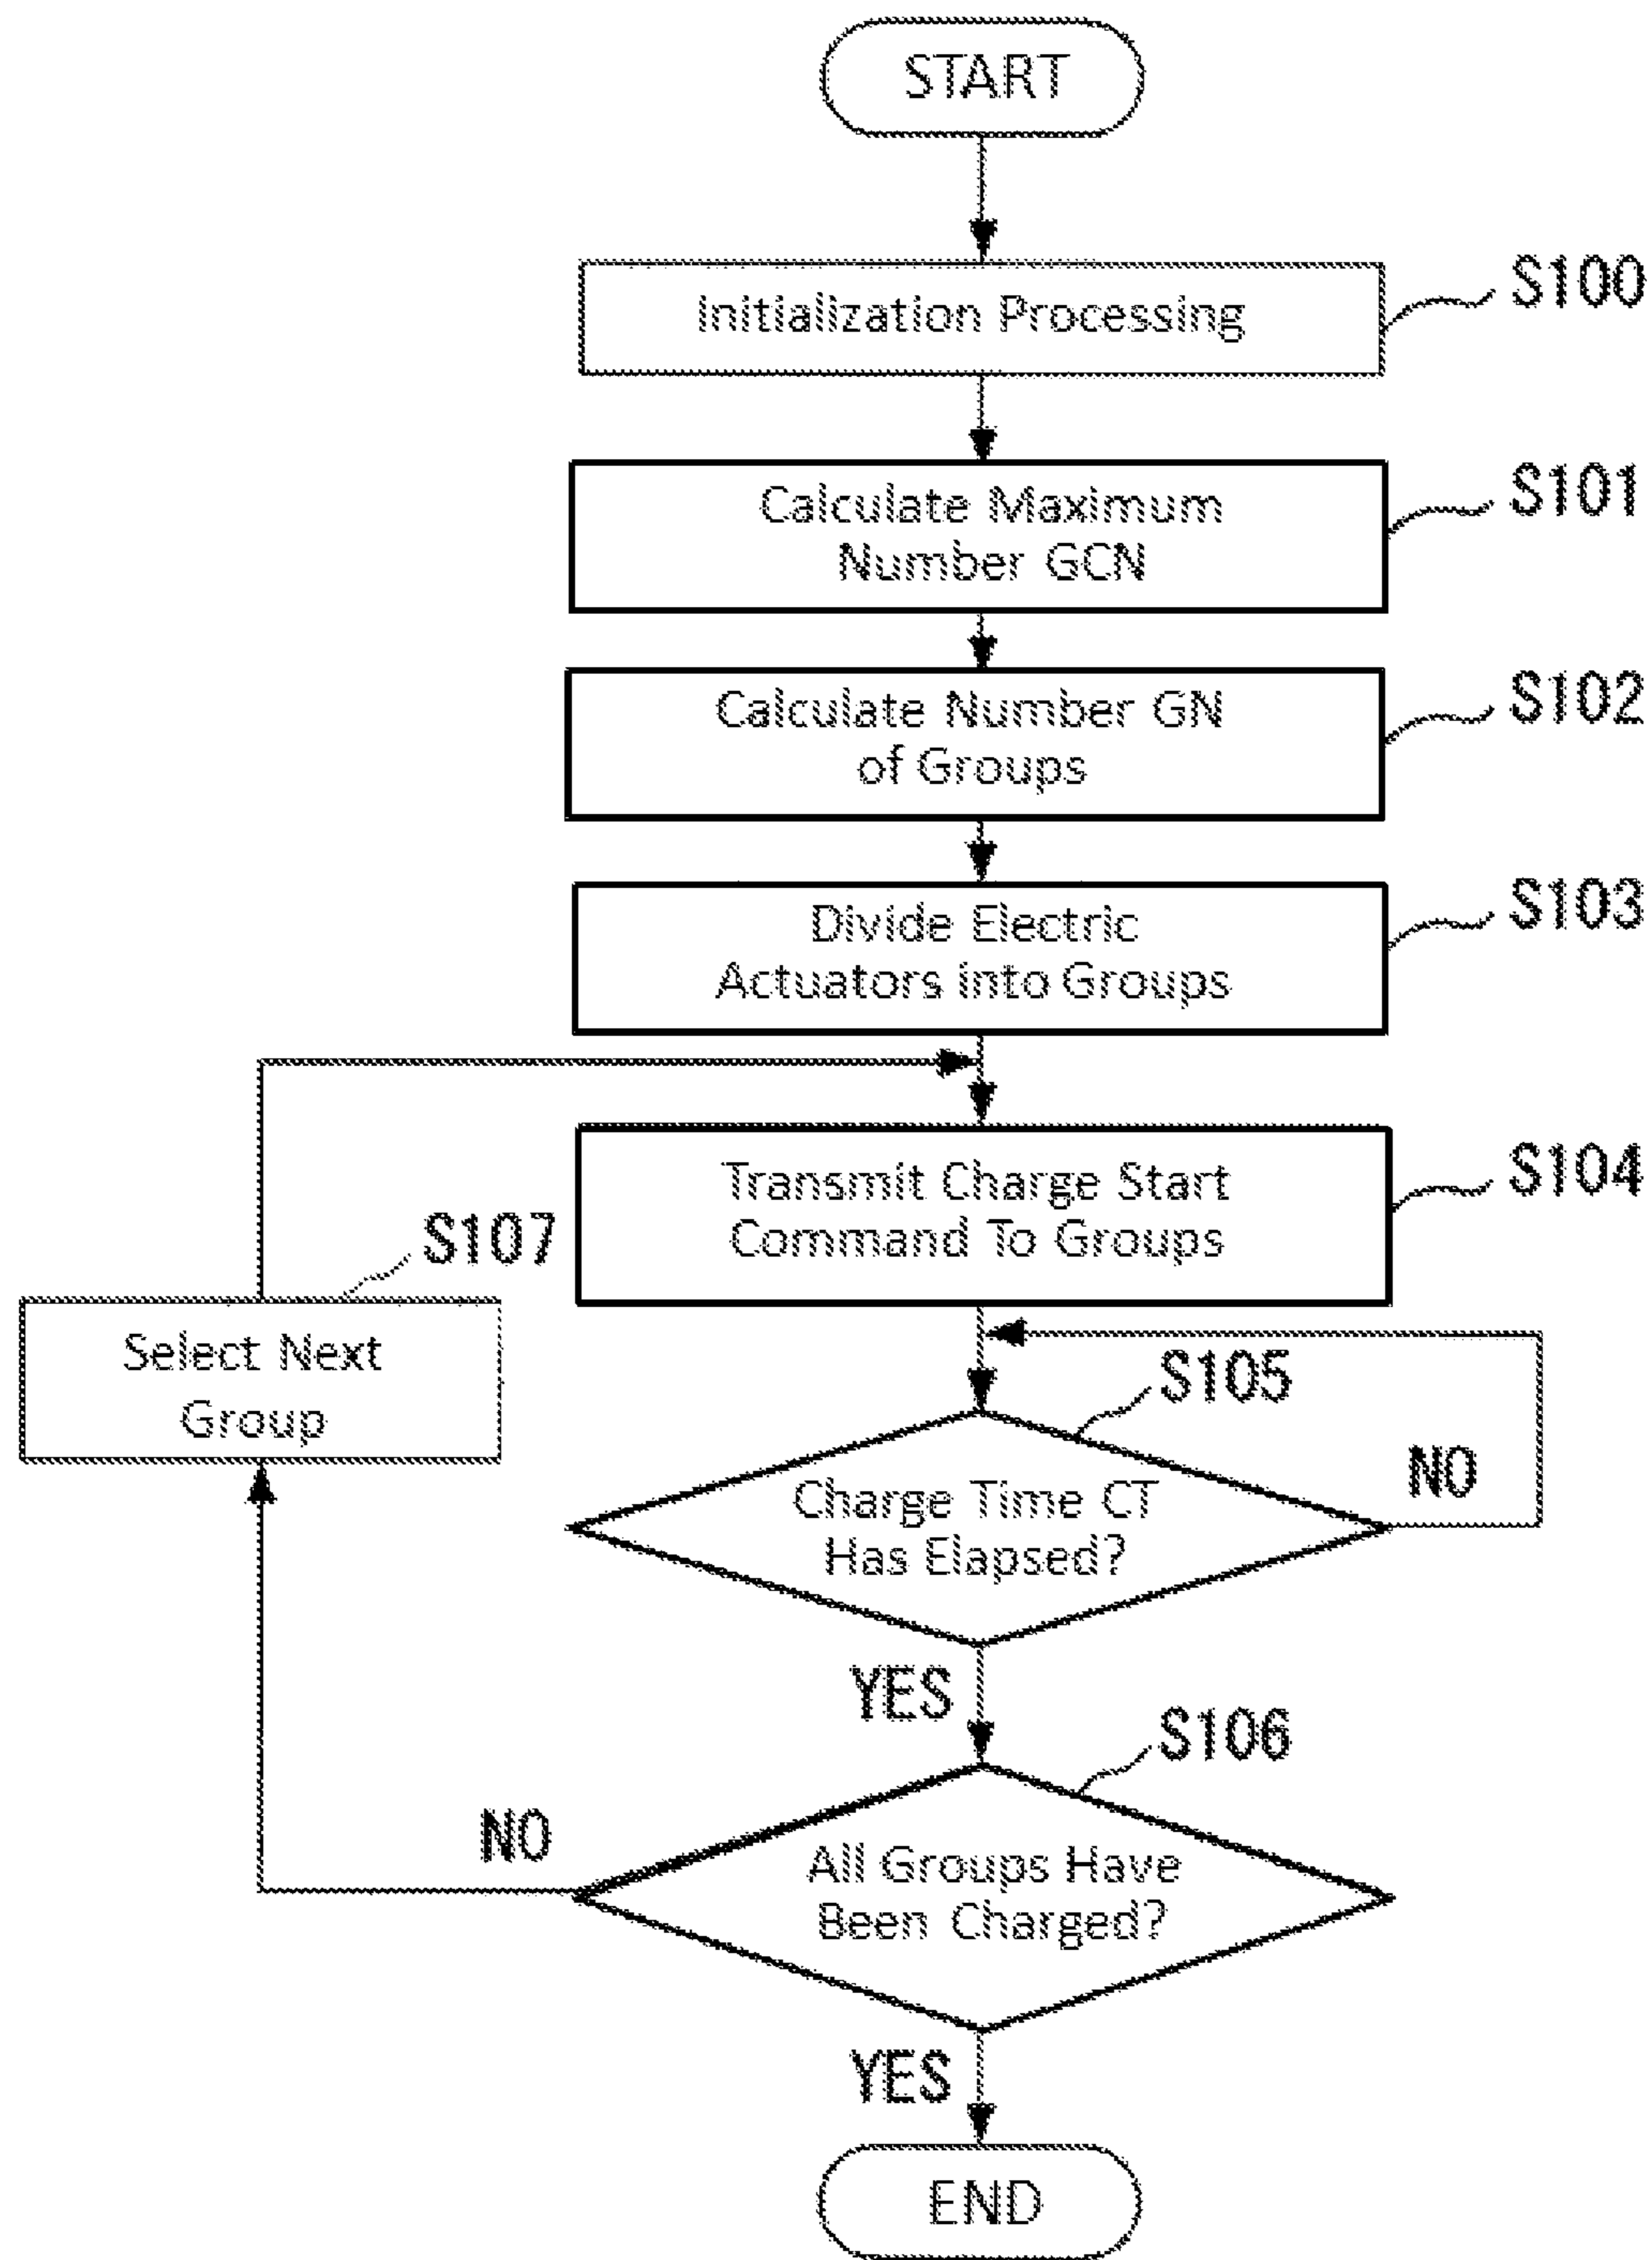 START
Initialization Processing
S100
Calculate Maximum
Number GCN
S101
Calculate Number GN
of Groups
S102
Divide Electric
Actuators into Groups
S103
Transmit Charge Start
Command To Groups
S104
S107
Select Next
Group
S105
Charge Time CT
Has Elapsed?
NO
YES
S106
All Groups Have
Been Charged?
NO
YES
END